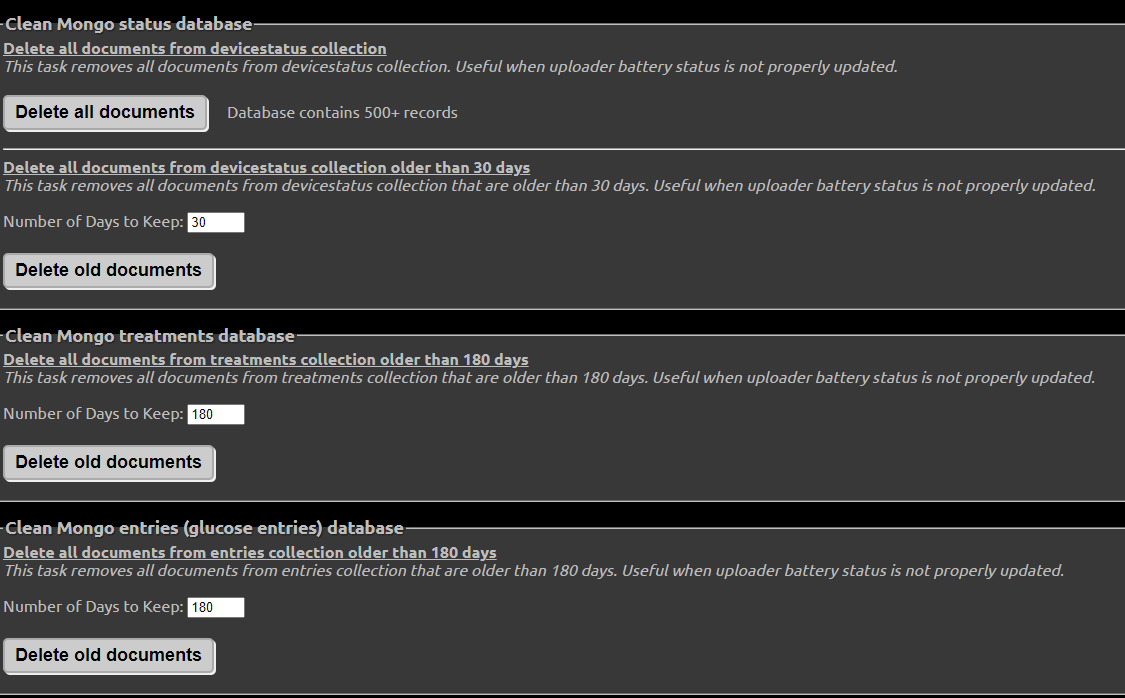 Clean Mongo status database
Delete all documents from devicestatus collection
This task removes all documents from devicestatus collection. Useful when uploader battery status is not properly updated.
Delete all documents Database contains 500+ records
Delete all documents from devicestatus collection older than 30 days
This task removes all documents from devicestatus collection that are older than 30 days. Useful when uploader battery status is not properly updated.
Number of Days to Keep: 30
Delete old documents
Clean Mongo treatments database
Delete all documents from treatments collection older than 180 days
This task removes all documents from treatments collection that are older than 180 days. Useful when uploader battery status is not properly updated.
Number of Days to Keep: 180
Delete old documents
Clean Mongo entries (glucose entries) database
Delete all documents from entries collection older than 180 days
This task removes all documents from entries collection that are older than 180 days. Useful when uploader battery status is not properly updated.
Number of Days to Keep: 180
Delete old documents